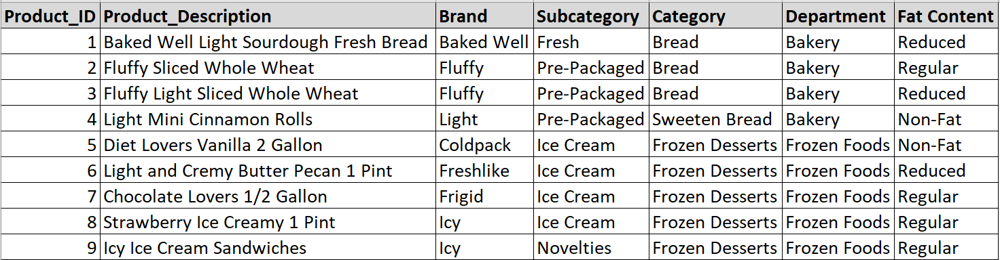 Product_ID Product_Description Brand Subcategory Category Department Fat Content
1 Baked Well Light Sourdough Fresh Bread Baked Well Fresh Bread Bakery Reduced
2 Fluffy Sliced Whole Wheat Fluffy Pre-Packaged Bread Bakery Regular
3 Fluffy Light Sliced Whole Wheat Fluffy Pre-Packaged Bread Bakery Reduced
4 Light Mini Cinnamon Rolls Light Pre-Packaged Sweeten Bread Bakery Non-Fat
5 Diet Lovers Vanilla 2 Gallon Coldpack Ice Cream Frozen Desserts Frozen Foods Non-Fat
6 Light and Cremy Butter Pecan 1 Pint Freshlike Ice Cream Frozen Desserts Frozen Foods Reduced
7 Chocolate Lovers 1/2 Gallon Frigid Ice Cream Frozen Desserts Frozen Foods Regular
8 Strawberry Ice Creamy 1 Pint Icy Ice Cream Frozen Desserts Frozen Foods Regular
9 Icy Ice Cream Sandwiches Icy Novelties Frozen Desserts Frozen Foods Regular